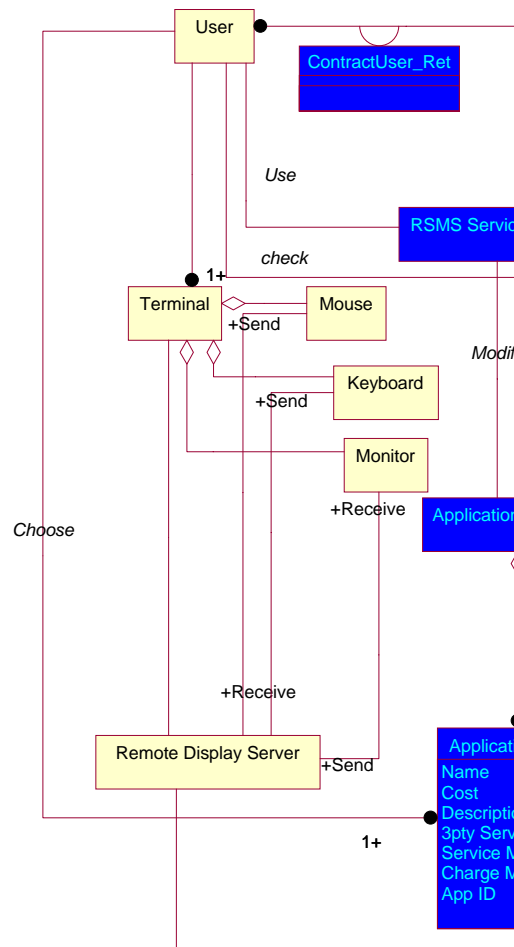 User
ContractUser_Ret
Use
RSMS Servic
check
1+
Terminal
Mouse
+Send
Modif
Keyboard
+Send
Monitor
+Receive
Application
Choose
+Receive
Remote Display Server
+Send
Applicati
Name
Cost
Descriptio
3pty Serv
Service M
Charge M
App ID
1+